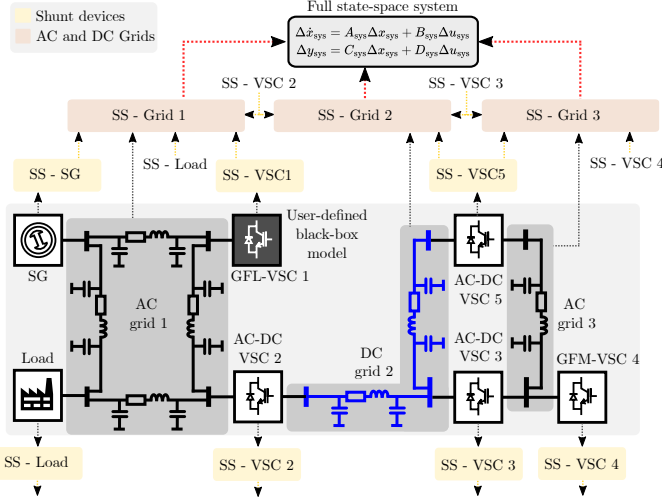 Full state-space system
Shunt devices
AC and DC Grids
Δẋsys = AsysΔxsys + BsysΔusys
Δysys = CsysΔxsys + DsysΔusys
SS - VSC 2
SS - VSC 3
SS - Grid 1
SS - Grid 2
SS - Grid 3
SS - Load
SS - VSC 4
SS - SG
SS - VSC1
SS - VSC5
User-defined
black-box
model
SG
GFL-VSC 1
AC
grid 1
AC-DC
VSC 5
AC
grid 3
Load
AC-DC
VSC 2
DC
grid 2
AC-DC
VSC 3
GFM-VSC 4
SS - Load
SS - VSC 2
SS - VSC 3
SS - VSC 4